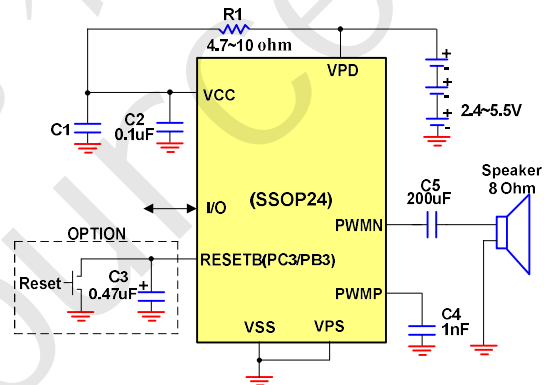 R1
4.7~10 ohm
VPD
VCC
C1
C2
0.1uF
+
-
+
-
+
-
2.4~5.5V
Speaker
8 Ohm
C5
200uF
I/O
(SSOP24)
PWMN
OPTION
RESETB(PC3/PB3)
Reset
C3
0.47uF
+
PWMP
C4
1nF
VSS
VPS